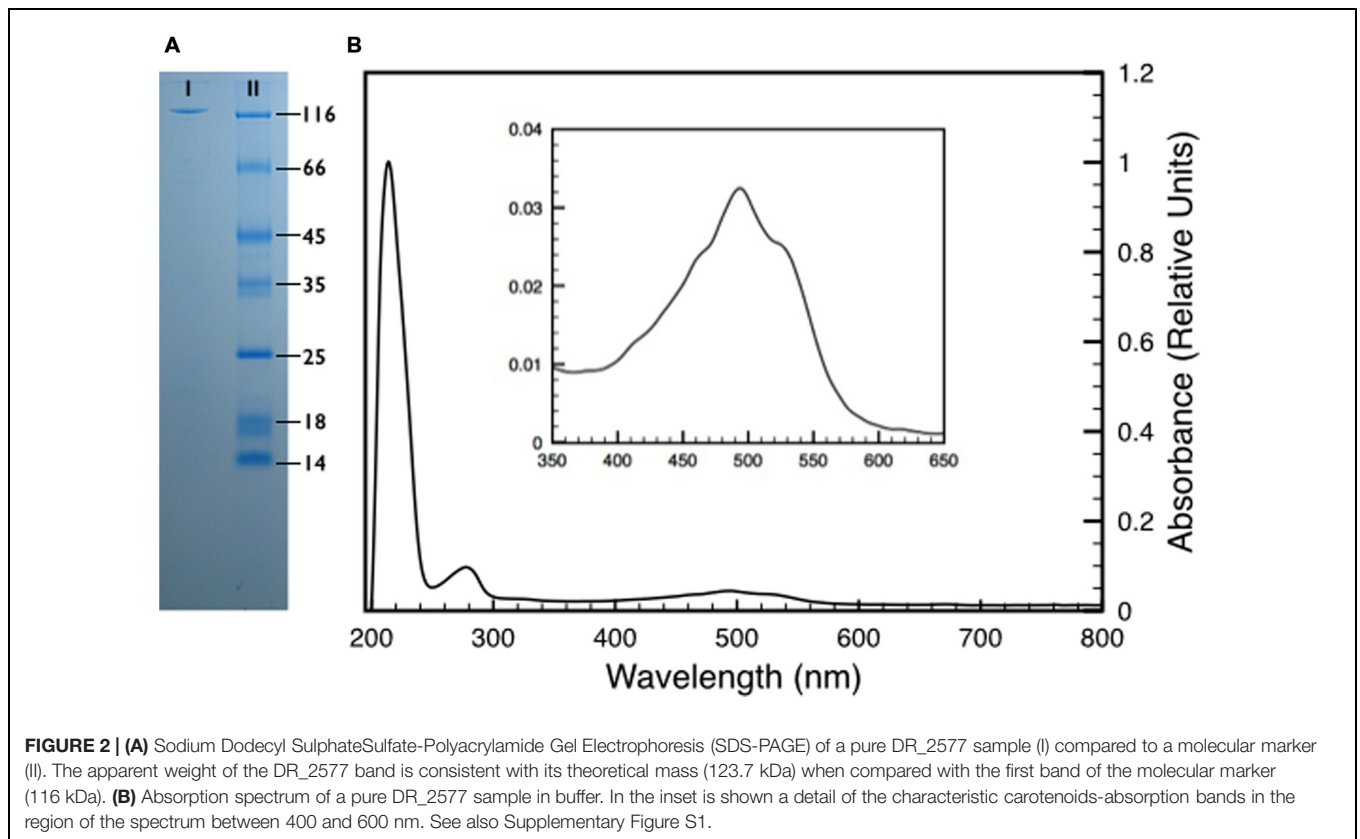 A
B
I II
116
66
45
35
25
18
14
1.2
1
0.8
0.6
0.4
0.2
0
Absorbance (Relative Units)
0.04
0.03
0.02
0.01
0
350 400 450 500 550 600 650
200 300 400 500 600 700 800
Wavelength (nm)
FIGURE 2 | (A) Sodium Dodecyl SulphateSulfate-Polyacrylamide Gel Electrophoresis (SDS-PAGE) of a pure DR_2577 sample (I) compared to a molecular marker
(II). The apparent weight of the DR_2577 band is consistent with its theoretical mass (123.7 kDa) when compared with the first band of the molecular marker
(116 kDa). (B) Absorption spectrum of a pure DR_2577 sample in buffer. In the inset is shown a detail of the characteristic carotenoids-absorption bands in the
region of the spectrum between 400 and 600 nm. See also Supplementary Figure S1.